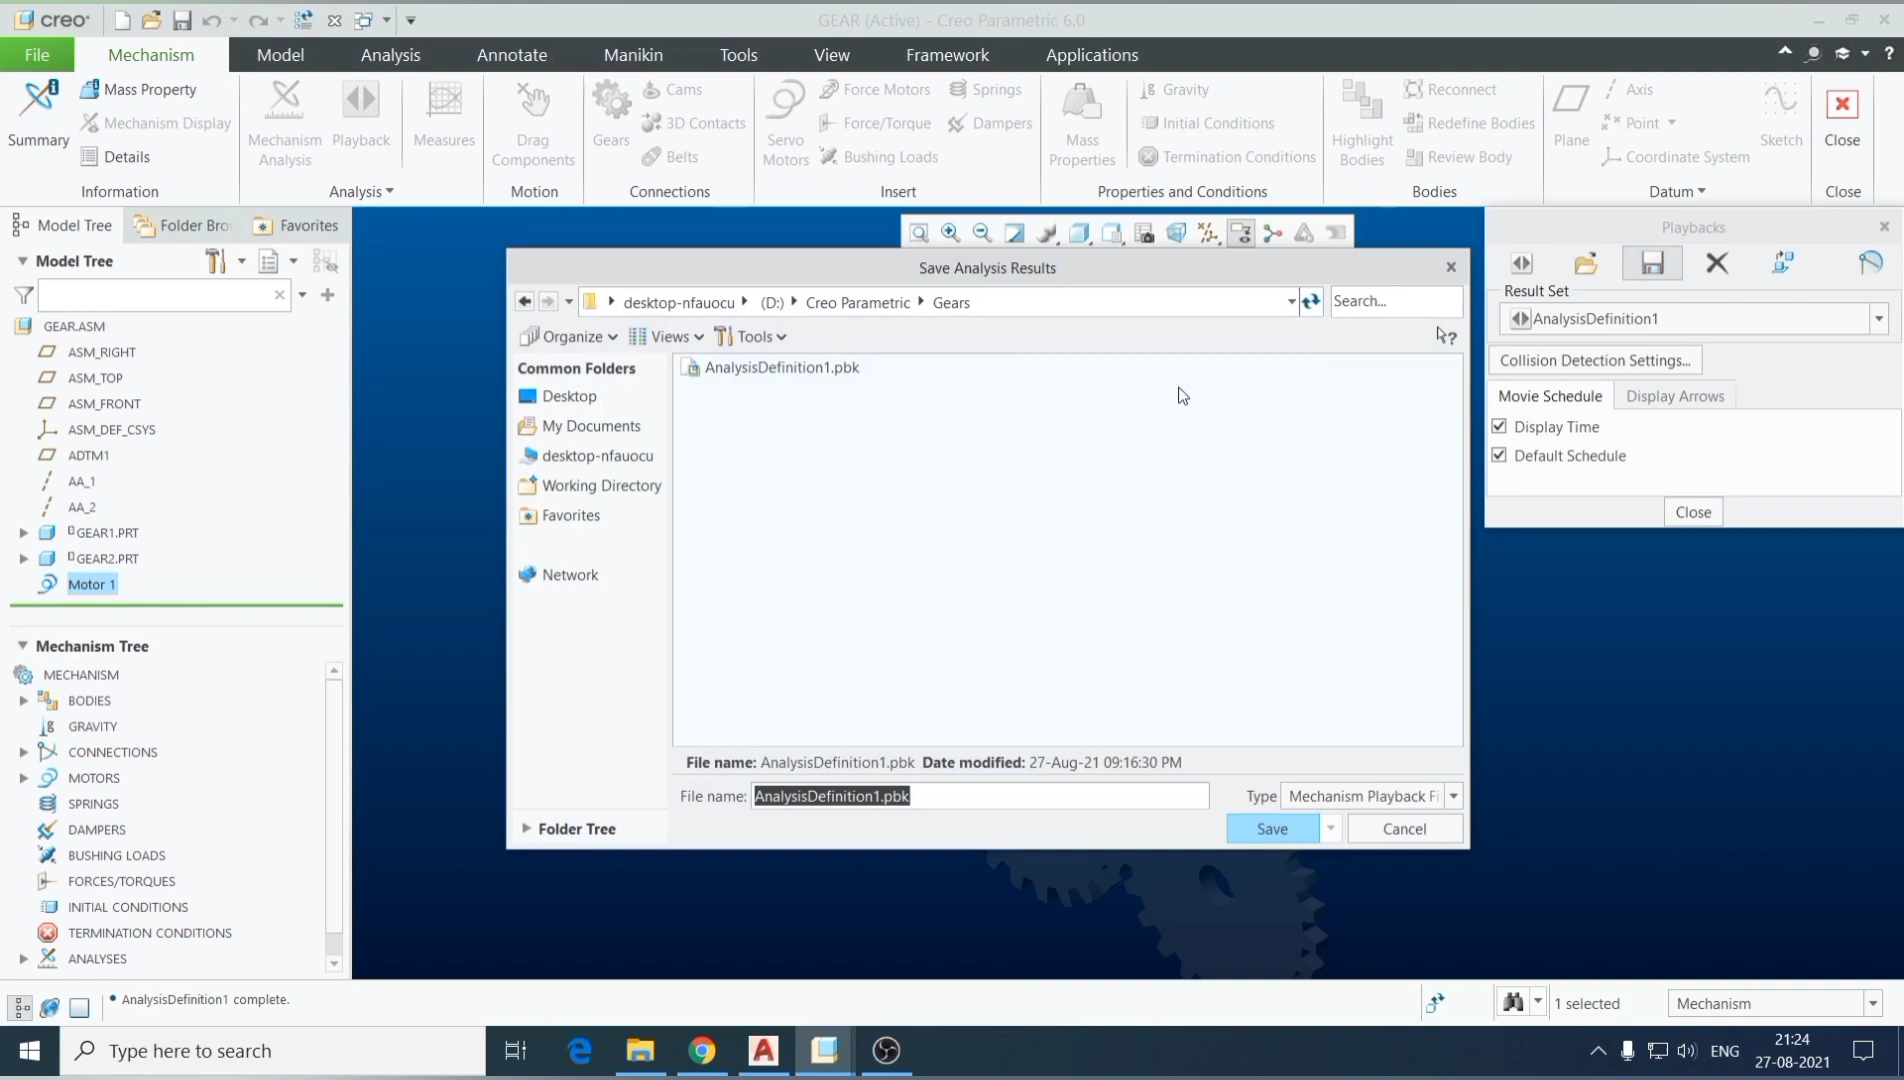 creo®
GEAR (Active) - Creo Parametric 6.0
File Mechanism Model Analysis Annotate Manikin Tools View Framework Applications
Summary
Mass Property
Mechanism Display
Details
Information
Mechanism Analysis
Playback
Measures
Analysis
Drag Components
Motion
Gears
Cams
3D Contacts
Belts
Connections
Servo Motors
Force Motors
Force/Torque
Bushing Loads
Springs
Dampers
Insert
Mass Properties
Gravity
Initial Conditions
Termination Conditions
Properties and Conditions
Highlight Bodies
Reconnect
Redefine Bodies
Review Body
Bodies
Plane
Axis
Point
Coordinate System
Sketch
Datum
Close
Close
Model Tree Folder Bro Favorites
Model Tree
GEAR.ASM
ASM_RIGHT
ASM_TOP
ASM_FRONT
ASM_DEF_CSYS
ADTM1
AA_1
AA_2
GEAR1.PRT
GEAR2.PRT
Motor 1
Mechanism Tree
MECHANISM
BODIES
GRAVITY
CONNECTIONS
MOTORS
SPRINGS
DAMPERS
BUSHING LOADS
FORCES/TORQUES
INITIAL CONDITIONS
TERMINATION CONDITIONS
ANALYSES
Save Analysis Results
desktop-nfauocu (D:) Creo Parametric Gears
Search...
Organize Views Tools
Common Folders
Desktop
My Documents
desktop-nfauocu
Working Directory
Favorites
Network
Folder Tree
AnalysisDefinition1.pbk
File name: AnalysisDefinition1.pbk Date modified: 27-Aug-21 09:16:30 PM
File name: AnalysisDefinition1.pbk
Type Mechanism Playback Fi
Save Cancel
Playbacks
Result Set
AnalysisDefinition1
Collision Detection Settings...
Movie Schedule Display Arrows
Display Time
Default Schedule
Close
AnalysisDefinition1 complete.
1 selected
Mechanism
Type here to search
ENG
21:24
27-08-2021